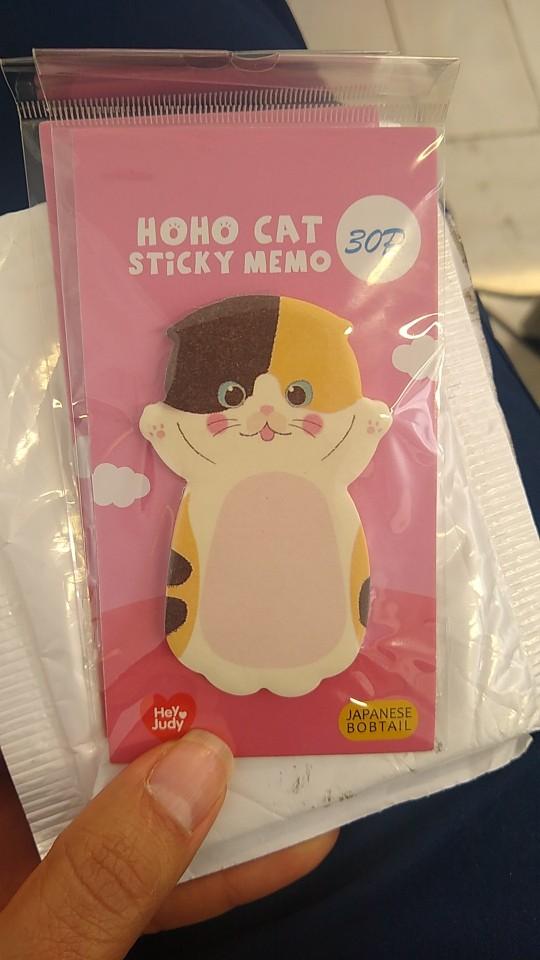 HOHO CAT
STiCKY MEMO
30P
Hey
Judy
JAPANESE
BOBTAIL